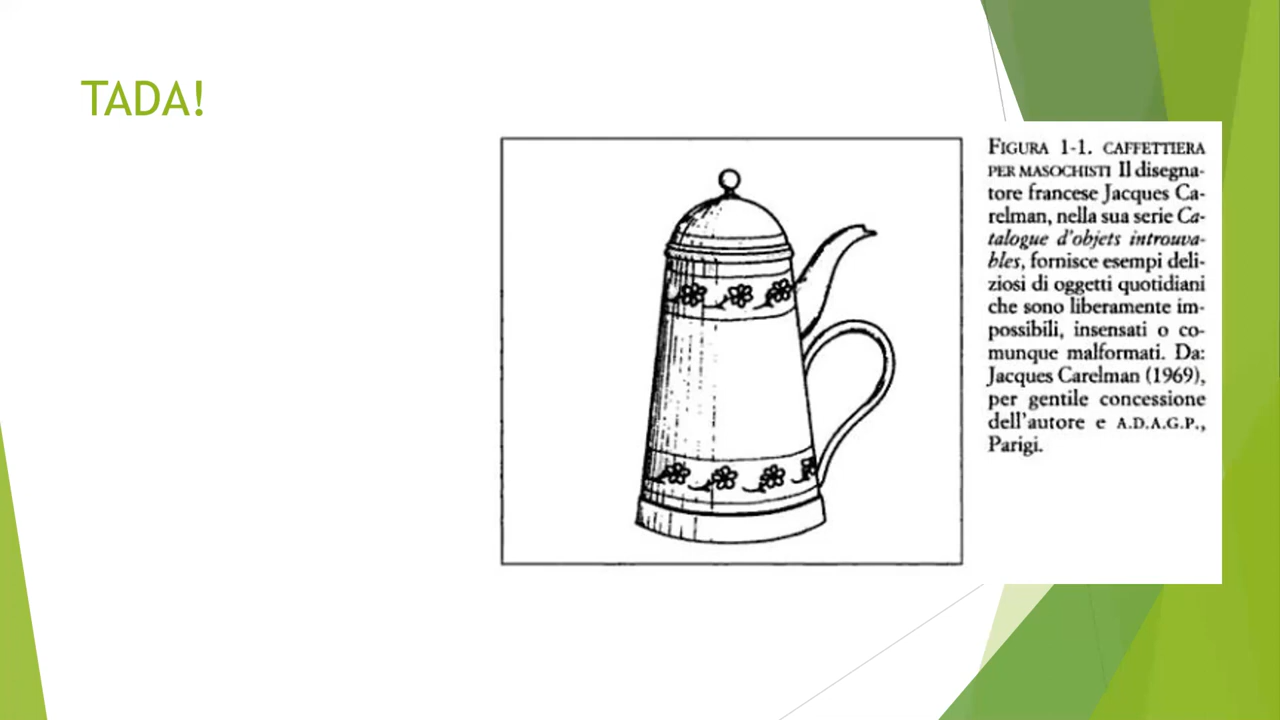 TADA!
FIGURA 1-1. CAFFETTIERA
PER MASOCHISTI Il disegna-
tore francese Jacques Ca-
relman, nella sua serie Ca-
talogue d'objets introuva-
bles, fornisce esempi deli-
ziosi di oggetti quotidiani
che sono liberamente im-
possibili, insensati o co-
munque malformati. Da:
Jacques Carelman (1969),
per gentile concessione
dell'autore e A.D.A.G.P.,
Parigi.